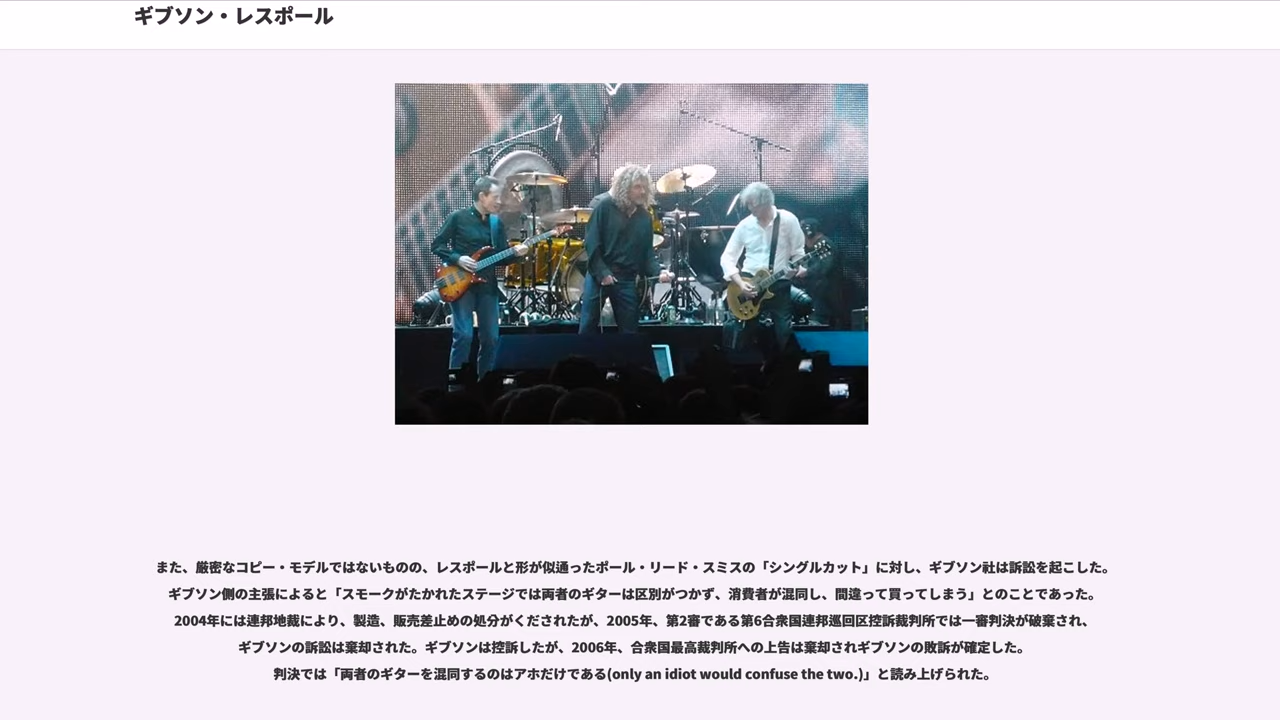 ギブソン・レスポール
また、厳密なコピー・モデルではないものの、レスポールと形が似通ったポール・リード・スミスの「シングルカット」に対し、ギブソン社は訴訟を起こした。
ギブソン側の主張によると「スモークがたかれたステージでは両者のギターは区別がつかず、消費者が混同し、間違って買ってしまう」とのことであった。
2004年には連邦地裁により、製造、販売差止めの処分がくだされたが、2005年、第2審である第6合衆国連邦巡回区控訴裁判所では一審判決が破棄され、
ギブソンの訴訟は棄却された。ギブソンは控訴したが、2006年、合衆国最高裁判所への上告は棄却されギブソンの敗訴が確定した。
判決では「両者のギターを混同するのはアホだけである(only an idiot would confuse the two.)」と読み上げられた。